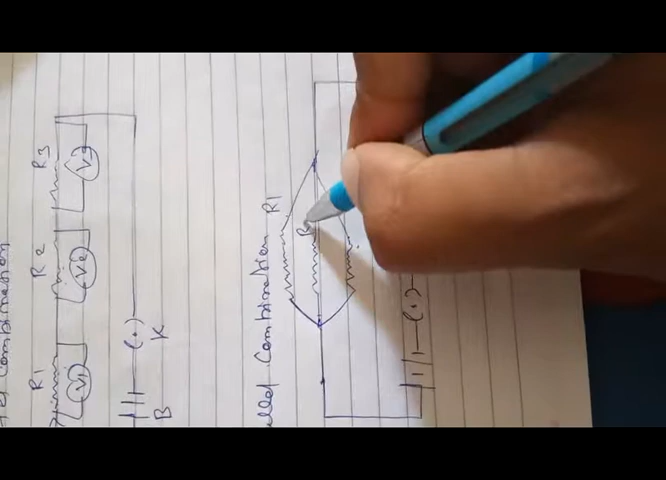 Combination
R1 R2 R3
V1 V2 V3
B K
Combination
R1
R